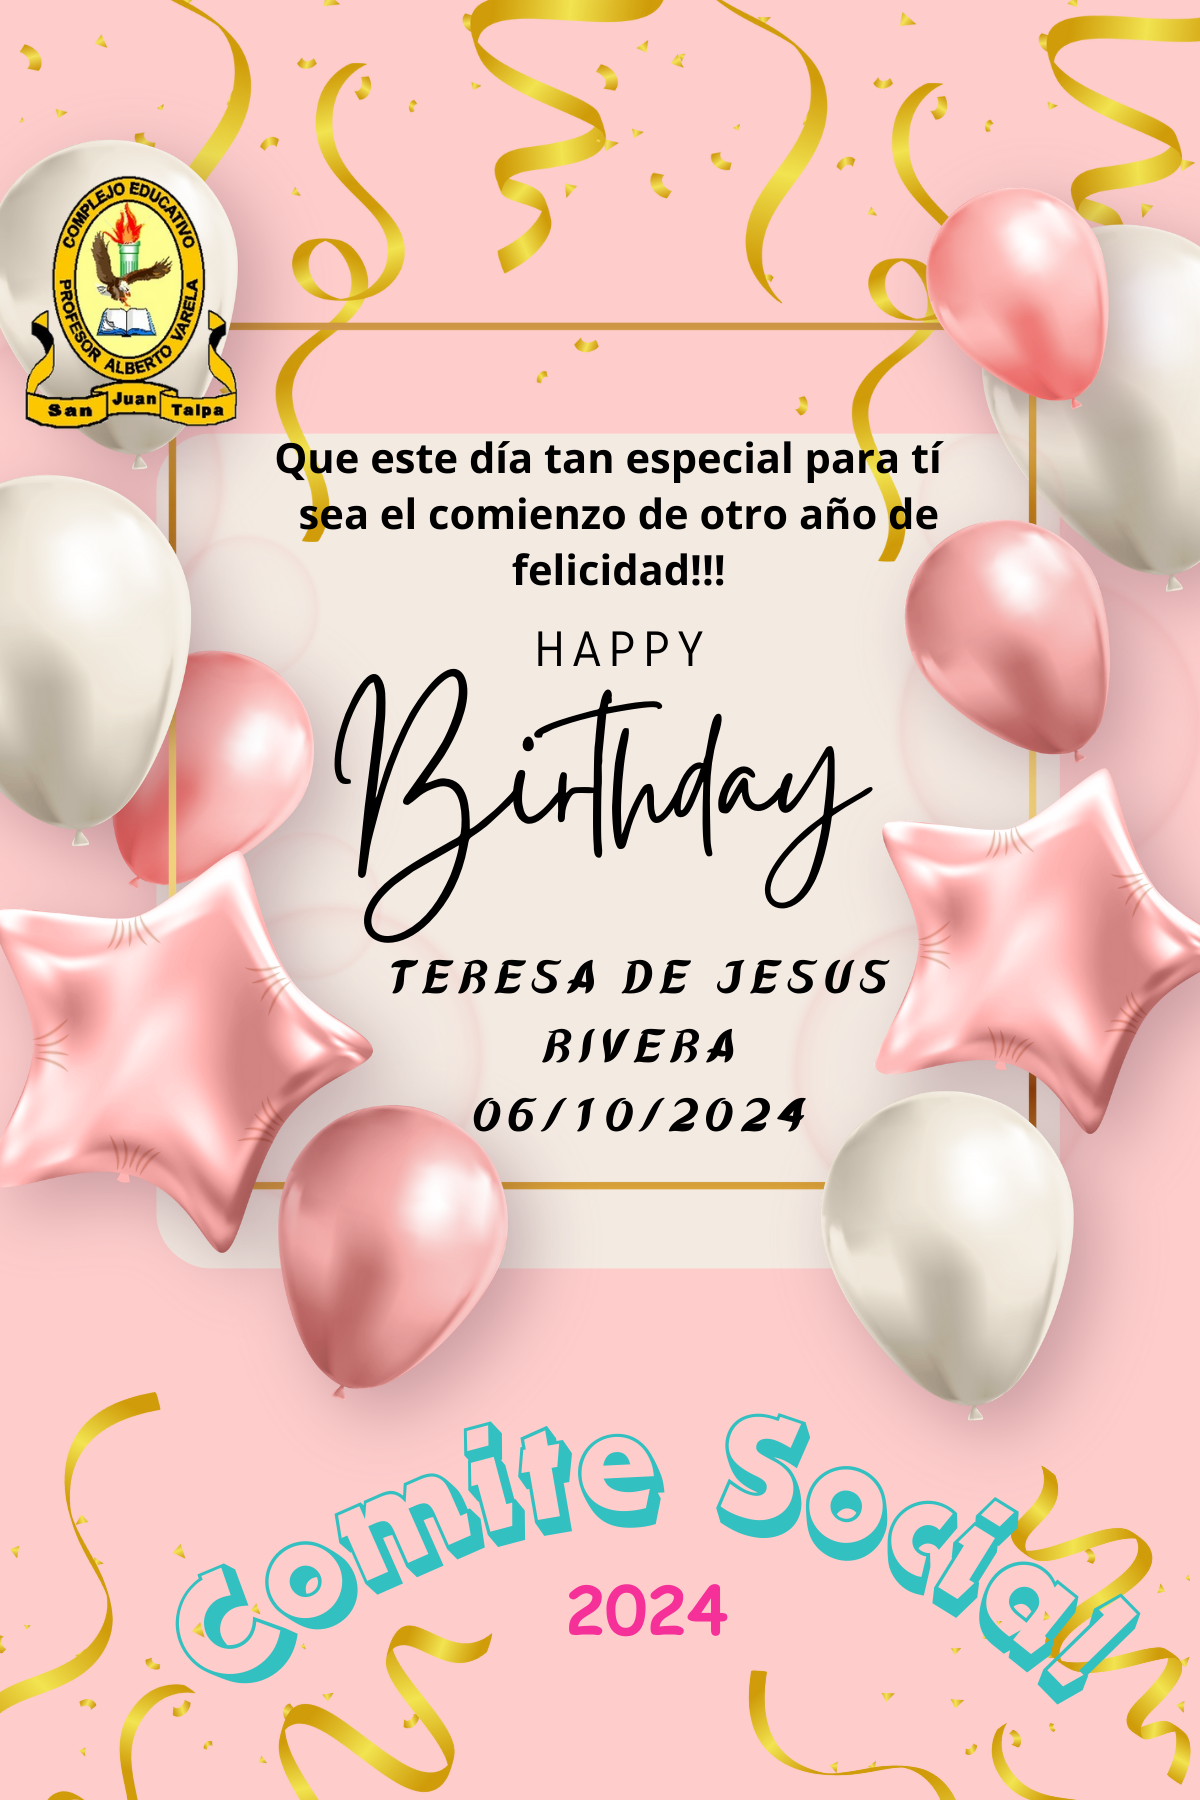 COMPLEJO EDUCATIVO
PROFESOR ALBERTO VARELA
San Juan Talpa
Que este día tan especial para tí
sea el comienzo de otro año de
felicidad!!!
HAPPY
Birthday
TERESA DE JESUS
RIVERA
06/10/2024
Comite Social
2024